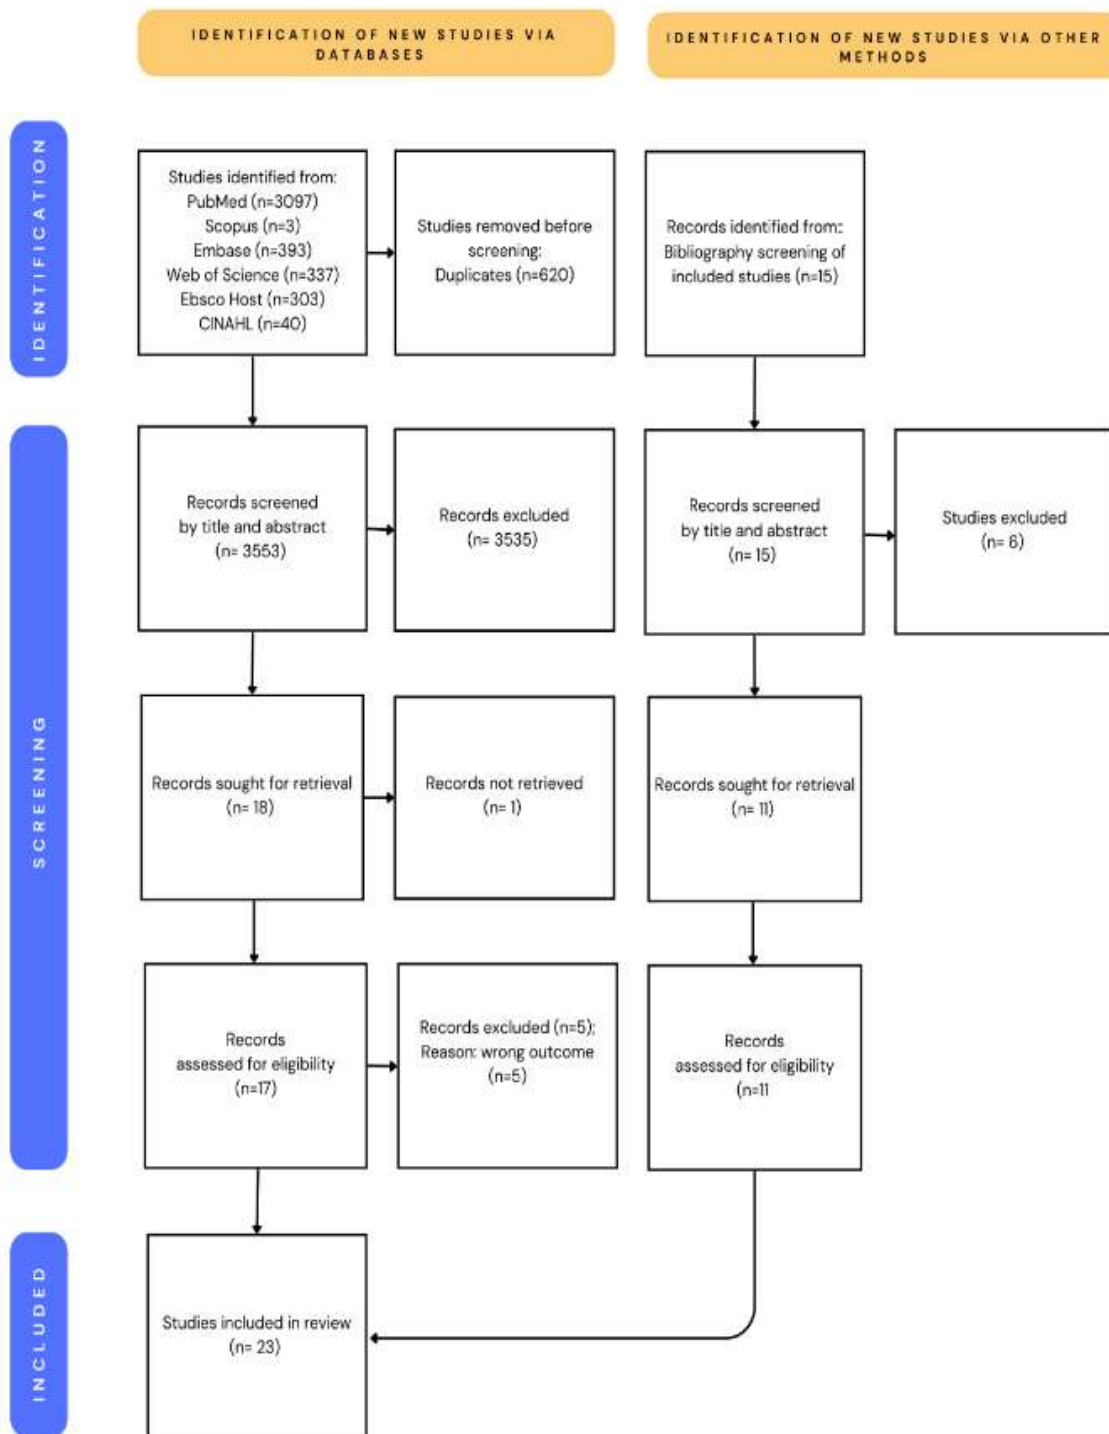 IDENTIFICATION OF NEW STUDIES VIA
DATABASES
IDENTIFICATION OF NEW STUDIES VIA OTHER
METHODS
IDENTIFICATION
Studies identified from:
PubMed (n=3097)
Scopus (n=3)
Embase (n=393)
Web of Science (n=337)
Ebsco Host (n=303)
CINAHL (n=40)
Studies removed before
screening:
Duplicates (n=620)
Records identified from::
Bibliography screening of
included studies (n=15)
SCREENING
Records screened
by title and abstract
(n= 3553)
Records excluded
(n= 3535)
Records screened
by title and abstract
(n= 15)
Studies excluded
(n= 6)
Records sought for retrieval
(n= 18)
Records not retrieved
(n= 1)
Records sought for retrieval
(n= 11)
Records
assessed for eligibility
(n=17)
Records excluded (n=5);
Reason: wrong outcome
(n=5)
Records
assessed for eligibility
(n=11
INCLUDED
Studies included in review
(n= 23)